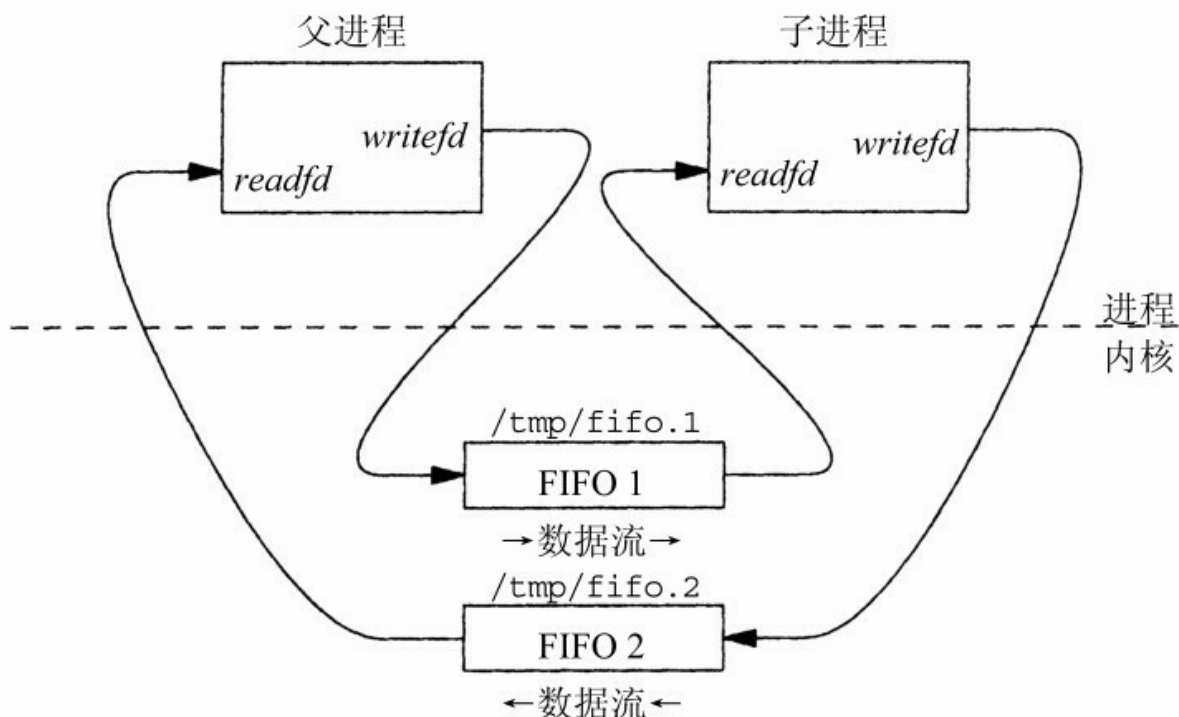 父进程
子进程
writefd
readfd
writefd
readfd
进程
内核
/tmp/fifo.1
FIFO 1
→数据流→
/tmp/fifo.2
FIFO 2
←数据流←